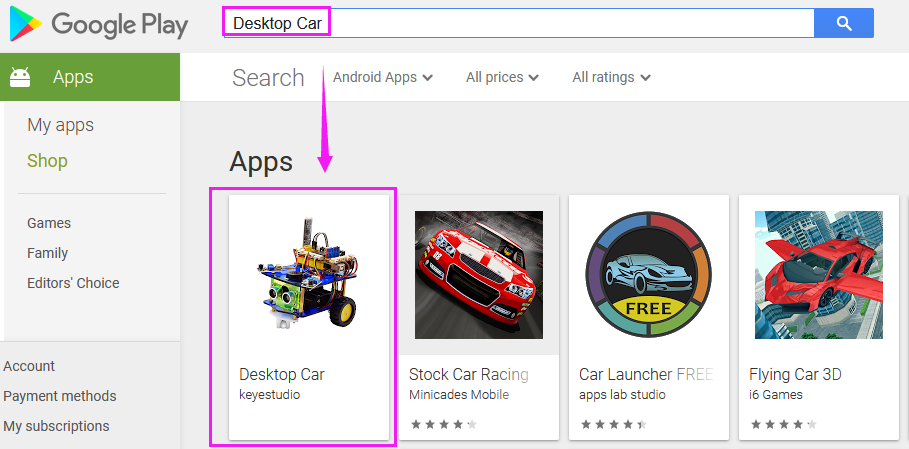 Google Play
Desktop Car
Apps
Search
Android Apps
All prices
All ratings
My apps
Shop
Games
Family
Editors' Choice
Account
Payment methods
My subscriptions
Apps
Desktop Car
keyestudio
Stock Car Racing
Minicades Mobile
FREE
Car Launcher FREE
apps lab studio
Flying Car 3D
i6 Games